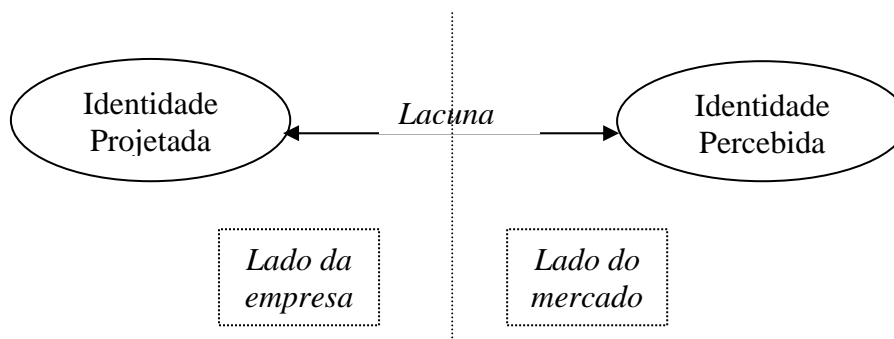 Identidade
Projetada
Lacuna
Identidade
Percebida
Lado da
empresa
Lado do
mercado